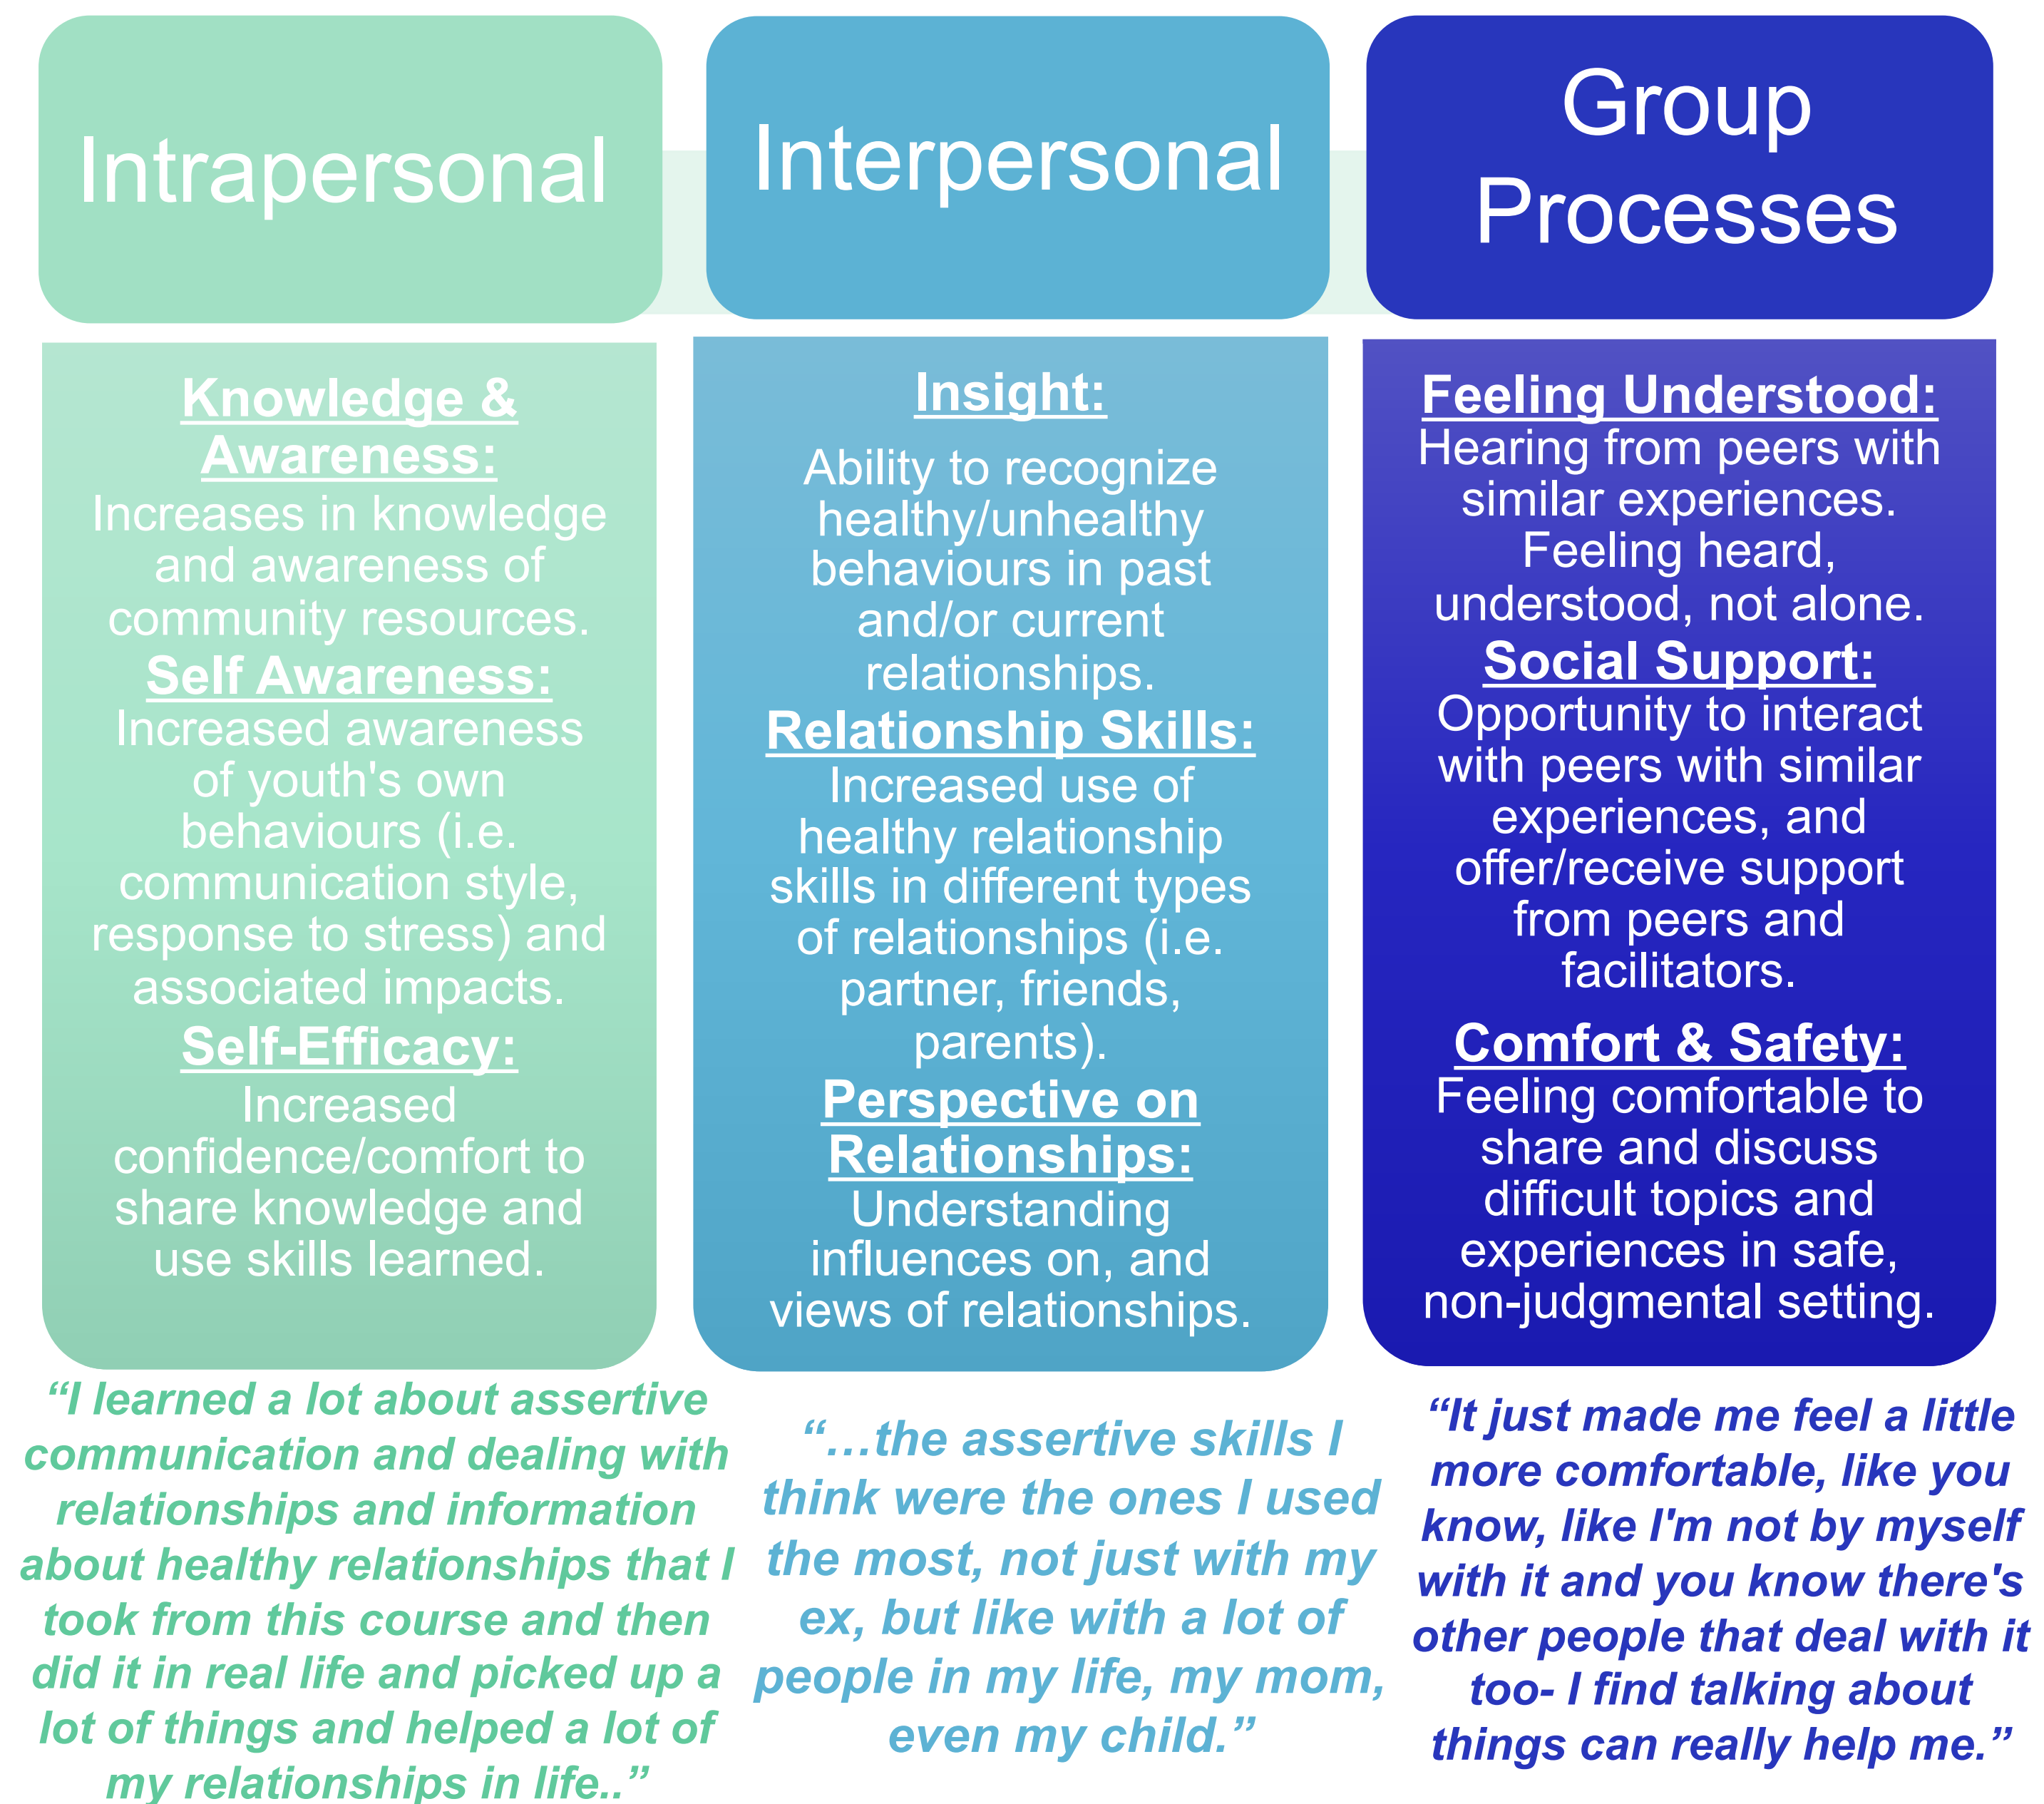 Intrapersonal
Knowledge &
Awareness:
Increases in knowledge
and awareness of
community resources.
Self Awareness:
Increased awareness
of youth's own
behaviours (i.e.
communication style,
response to stress) and
associated impacts.
Self-Efficacy:
Increased
confidence/comfort to
share knowledge and
use skills learned.
“I learned a lot about assertive
communication and dealing with
relationships and information
about healthy relationships that I
took from this course and then
did it in real life and picked up a
lot of things and helped a lot of
my relationships in life..”
Interpersonal
Insight:
Ability to recognize
healthy/unhealthy
behaviours in past
and/or current
relationships.
Relationship Skills:
Increased use of
healthy relationship
skills in different types
of relationships (i.e.
partner, friends,
parents).
Perspective on
Relationships:
Understanding
influences on, and
views of relationships.
“…the assertive skills I
think were the ones I used
the most, not just with my
ex, but like with a lot of
people in my life, my mom,
even my child.”
Group
Processes
Feeling Understood:
Hearing from peers with
similar experiences.
Feeling heard,
understood, not alone.
Social Support:
Opportunity to interact
with peers with similar
experiences, and
offer/receive support
from peers and
facilitators.
Comfort & Safety:
Feeling comfortable to
share and discuss
difficult topics and
experiences in safe,
non-judgmental setting.
“It just made me feel a little
more comfortable, like you
know, like I'm not by myself
with it and you know there's
other people that deal with it
too- I find talking about
things can really help me.”